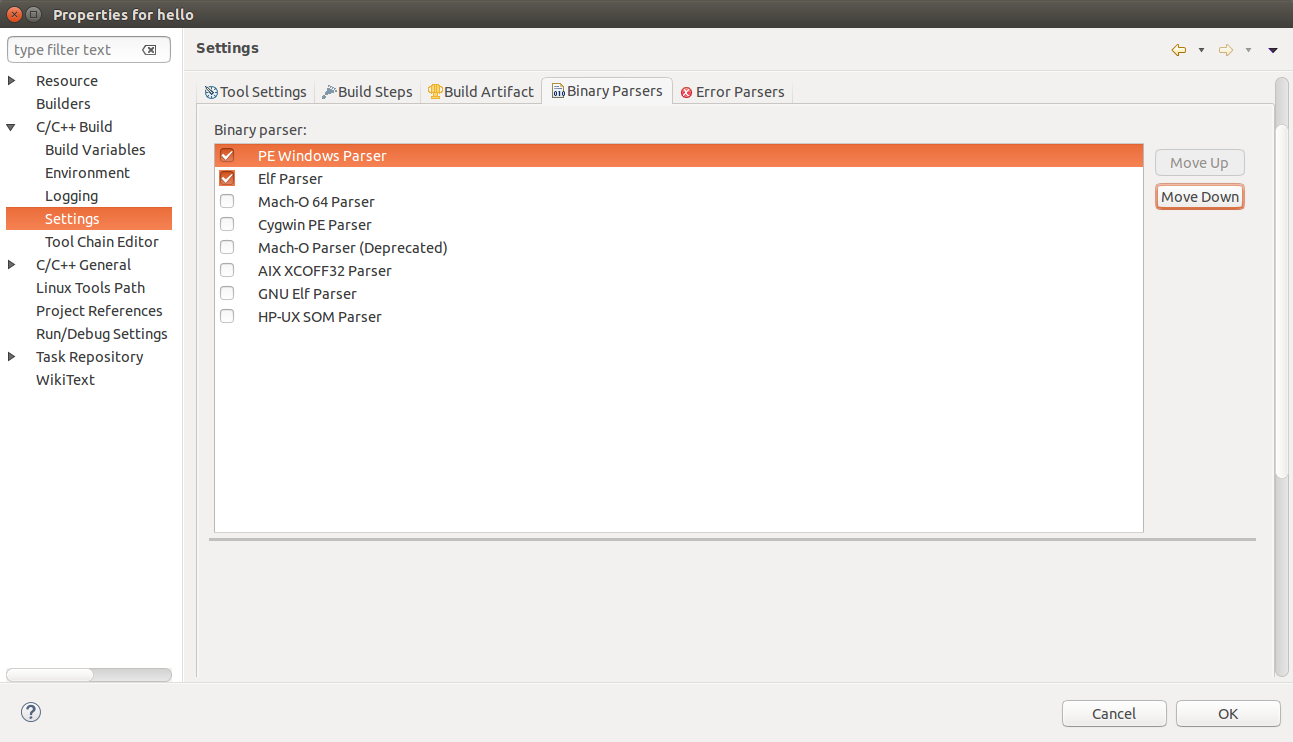 Properties for hello
type filter text
Resource
Builders
C/C++ Build
Build Variables
Environment
Logging
Settings
Tool Chain Editor
C/C++ General
Linux Tools Path
Project References
Run/Debug Settings
Task Repository
WikiText
Settings
Tool Settings Build Steps Build Artifact Binary Parsers Error Parsers
Binary parser:
PE Windows Parser
Elf Parser
Mach-O 64 Parser
Cygwin PE Parser
Mach-O Parser (Deprecated)
AIX XCOFF32 Parser
GNU Elf Parser
HP-UX SOM Parser
Move Up
Move Down
Cancel OK